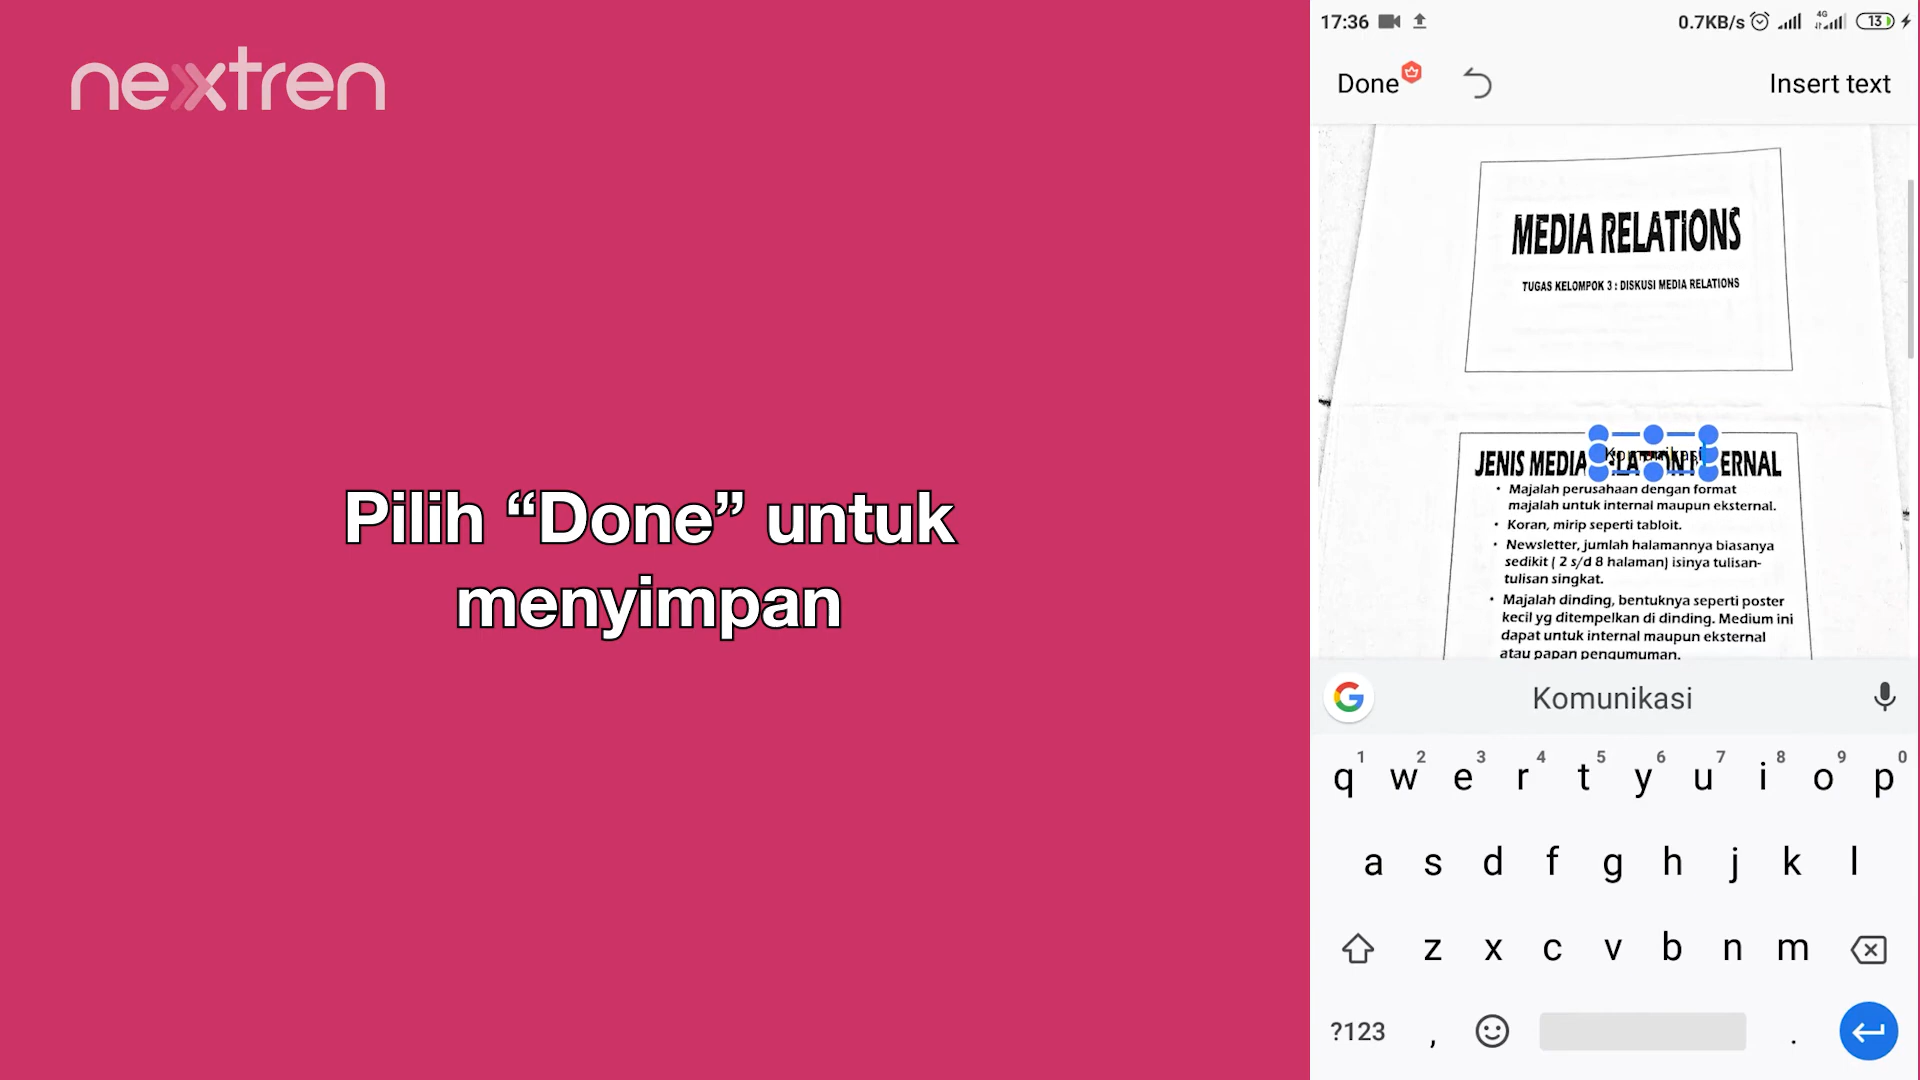 nextren
Pilih “Done” untuk
menyimpan
17:36
0.7KB/s
4G
13
Done
Insert text
MEDIA RELATIONS
TUGAS KELOMPOK 3 : DISKUSI MEDIA RELATIONS
Komunikasi
JENIS MEDIA ERNAL
• Majalah perusahaan dengan format
majalah untuk internal maupun eksternal.
• Koran, mirip seperti tabloit.
• Newsletter, jumlah halamannya biasanya
sedikit ( 2 s/d 8 halaman) isinya tulisan-
tulisan singkat.
• Majalah dinding, bentuknya seperti poster
kecil yg ditempelkan di dinding. Medium ini
dapat untuk internal maupun eksternal
atau papan pengumuman.
G
Komunikasi
1 2 3 4 5 6 7 8 9 0
q w e r t y u i o p
a s d f g h j k l
z x c v b n m
?123 , .